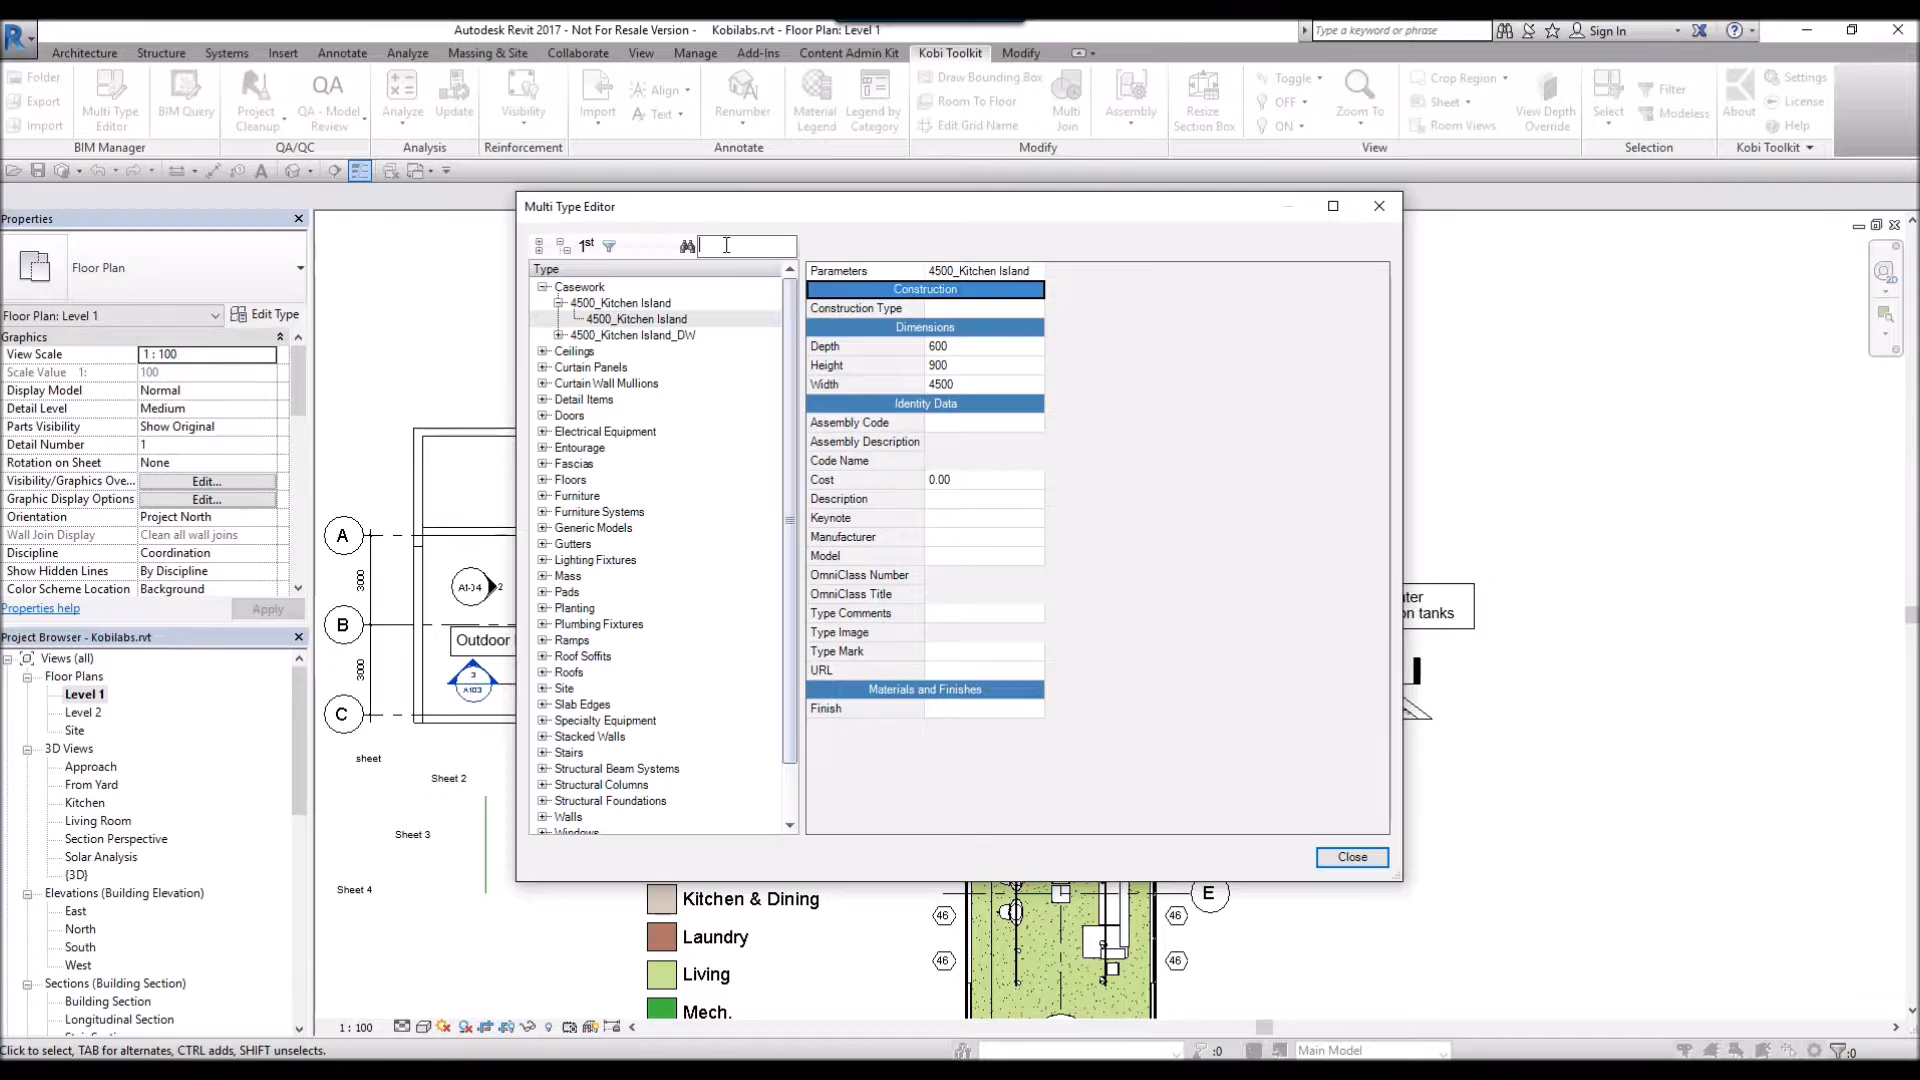 Autodesk Revit 2017 - Not For Resale Version - Kobilabs.rvt - Floor Plan: Level 1
Type a keyword or phrase
Sign In
Architecture Structure Systems Insert Annotate Analyze Massing & Site Collaborate View Manage Add-Ins Content Admin Kit Kobi Toolkit Modify
Folder
Export
Import
Multi Type Editor
BIM Query
Project Cleanup
QA
QA - Model Review
Analyze
Update
Visibility
Import
Align
Text
Renumber
Material Legend
Legend by Category
Draw Bounding Box
Room To Floor
Edit Grid Name
Multi Join
Assembly
Resize Section Box
Toggle
OFF
ON
Zoom To
Crop Region
Sheet
Room Views
View Depth Override
Select
Filter
Modeless
About
Settings
License
Help
BIM Manager QA/QC Analysis Reinforcement Annotate Modify View Selection Kobi Toolkit
Properties
Floor Plan
Floor Plan: Level 1
Edit Type
Graphics
View Scale 1 : 100
Scale Value 1: 100
Display Model Normal
Detail Level Medium
Parts Visibility Show Original
Detail Number 1
Rotation on Sheet None
Visibility/Graphics Ove... Edit...
Graphic Display Options Edit...
Orientation Project North
Wall Join Display Clean all wall joins
Discipline Coordination
Show Hidden Lines By Discipline
Color Scheme Location Background
Properties help
Apply
Project Browser - Kobilabs.rvt
Views (all)
Floor Plans
Level 1
Level 2
Site
3D Views
Approach
From Yard
Kitchen
Living Room
Section Perspective
Solar Analysis
{3D}
Elevations (Building Elevation)
East
North
South
West
Sections (Building Section)
Building Section
Longitudinal Section
Multi Type Editor
1st
Type
Casework
4500_Kitchen Island
4500_Kitchen Island
4500_Kitchen Island_DW
Ceilings
Curtain Panels
Curtain Wall Mullions
Detail Items
Doors
Electrical Equipment
Entourage
Fascias
Floors
Furniture
Furniture Systems
Generic Models
Gutters
Lighting Fixtures
Mass
Pads
Planting
Plumbing Fixtures
Ramps
Roof Soffits
Roofs
Site
Slab Edges
Specialty Equipment
Stacked Walls
Stairs
Structural Beam Systems
Structural Columns
Structural Foundations
Walls
Windows
Parameters 4500_Kitchen Island
Construction
Construction Type
Dimensions
Depth 600
Height 900
Width 4500
Identity Data
Assembly Code
Assembly Description
Code Name
Cost 0.00
Description
Keynote
Manufacturer
Model
OmniClass Number
OmniClass Title
Type Comments
Type Image
Type Mark
URL
Materials and Finishes
Finish
Close
A
3000
A1-04 2
B
Outdoor
3000
3
A103
C
sheet
Sheet 2
Sheet 3
Sheet 4
ater
on tanks
Kitchen & Dining
Laundry
Living
Mech.
46 46
46 46
E
1 : 100
Click to select, TAB for alternates, CTRL adds, SHIFT unselects.
:0
Main Model
:0